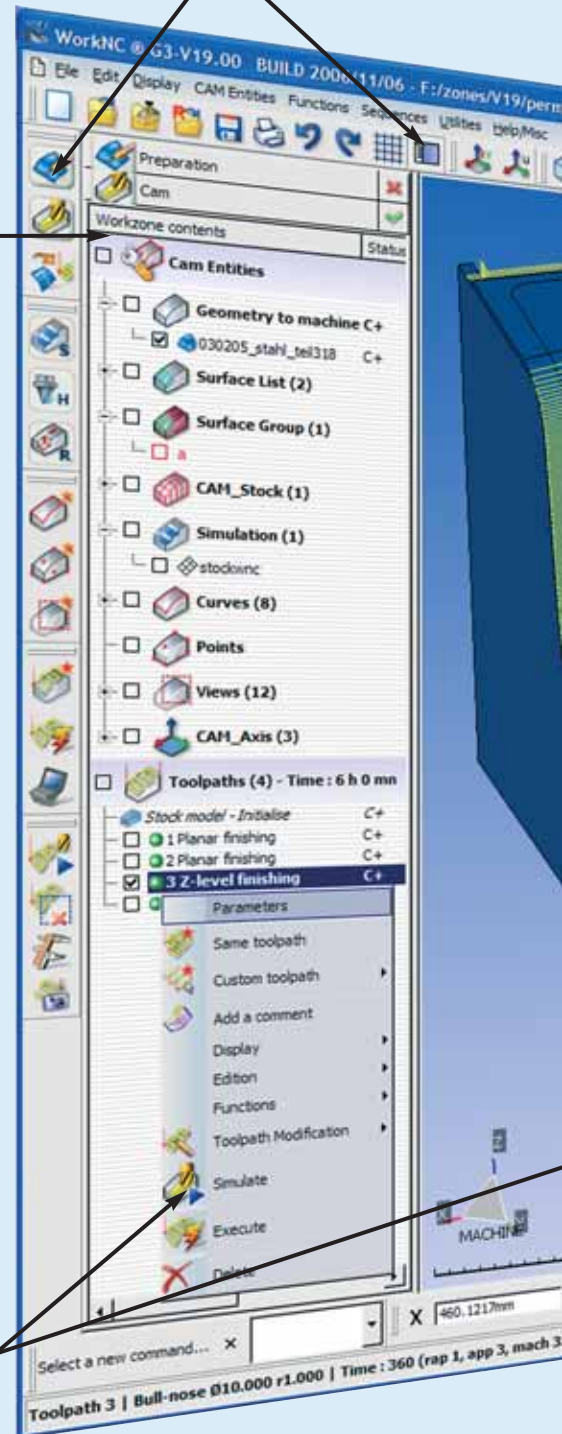 WorkNC ® G3-V19.00 BUILD 2006/11/06 - F:/zones/V19/perm
File Edit Display CAM Entities Functions Sequences Utilities Help/Misc
Preparation
Cam
Workzone contents Status
Cam Entities
Geometry to machine C+
030205_stahl_teil318 C+
Surface List (2)
Surface Group (1)
a
CAM_Stock (1)
Simulation (1)
stockwnc
Curves (8)
Points
Views (12)
CAM_Axis (3)
Toolpaths (4) - Time : 6 h 0 mn
Stock model - Initialise C+
1 Planar finishing C+
2 Planar finishing C+
3 Z-level finishing C+
Parameters
Same toolpath
Custom toolpath
Add a comment
Display
Edition
Functions
Toolpath Modification
Simulate
Execute
Delete
S
H
R
MACHINE
Select a new command... X
X 460.1217mm
Toolpath 3 | Bull-nose Ø10.000 r1.000 | Time : 360 (rap 1, app 3, mach 3